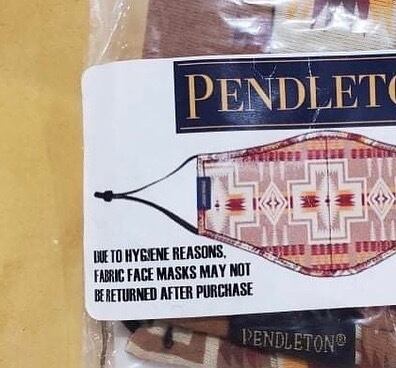 PENDLETO
DUE TO HYGIENE REASONS,
FABRIC FACE MASKS MAY NOT
BE RETURNED AFTER PURCHASE
PENDLETON®